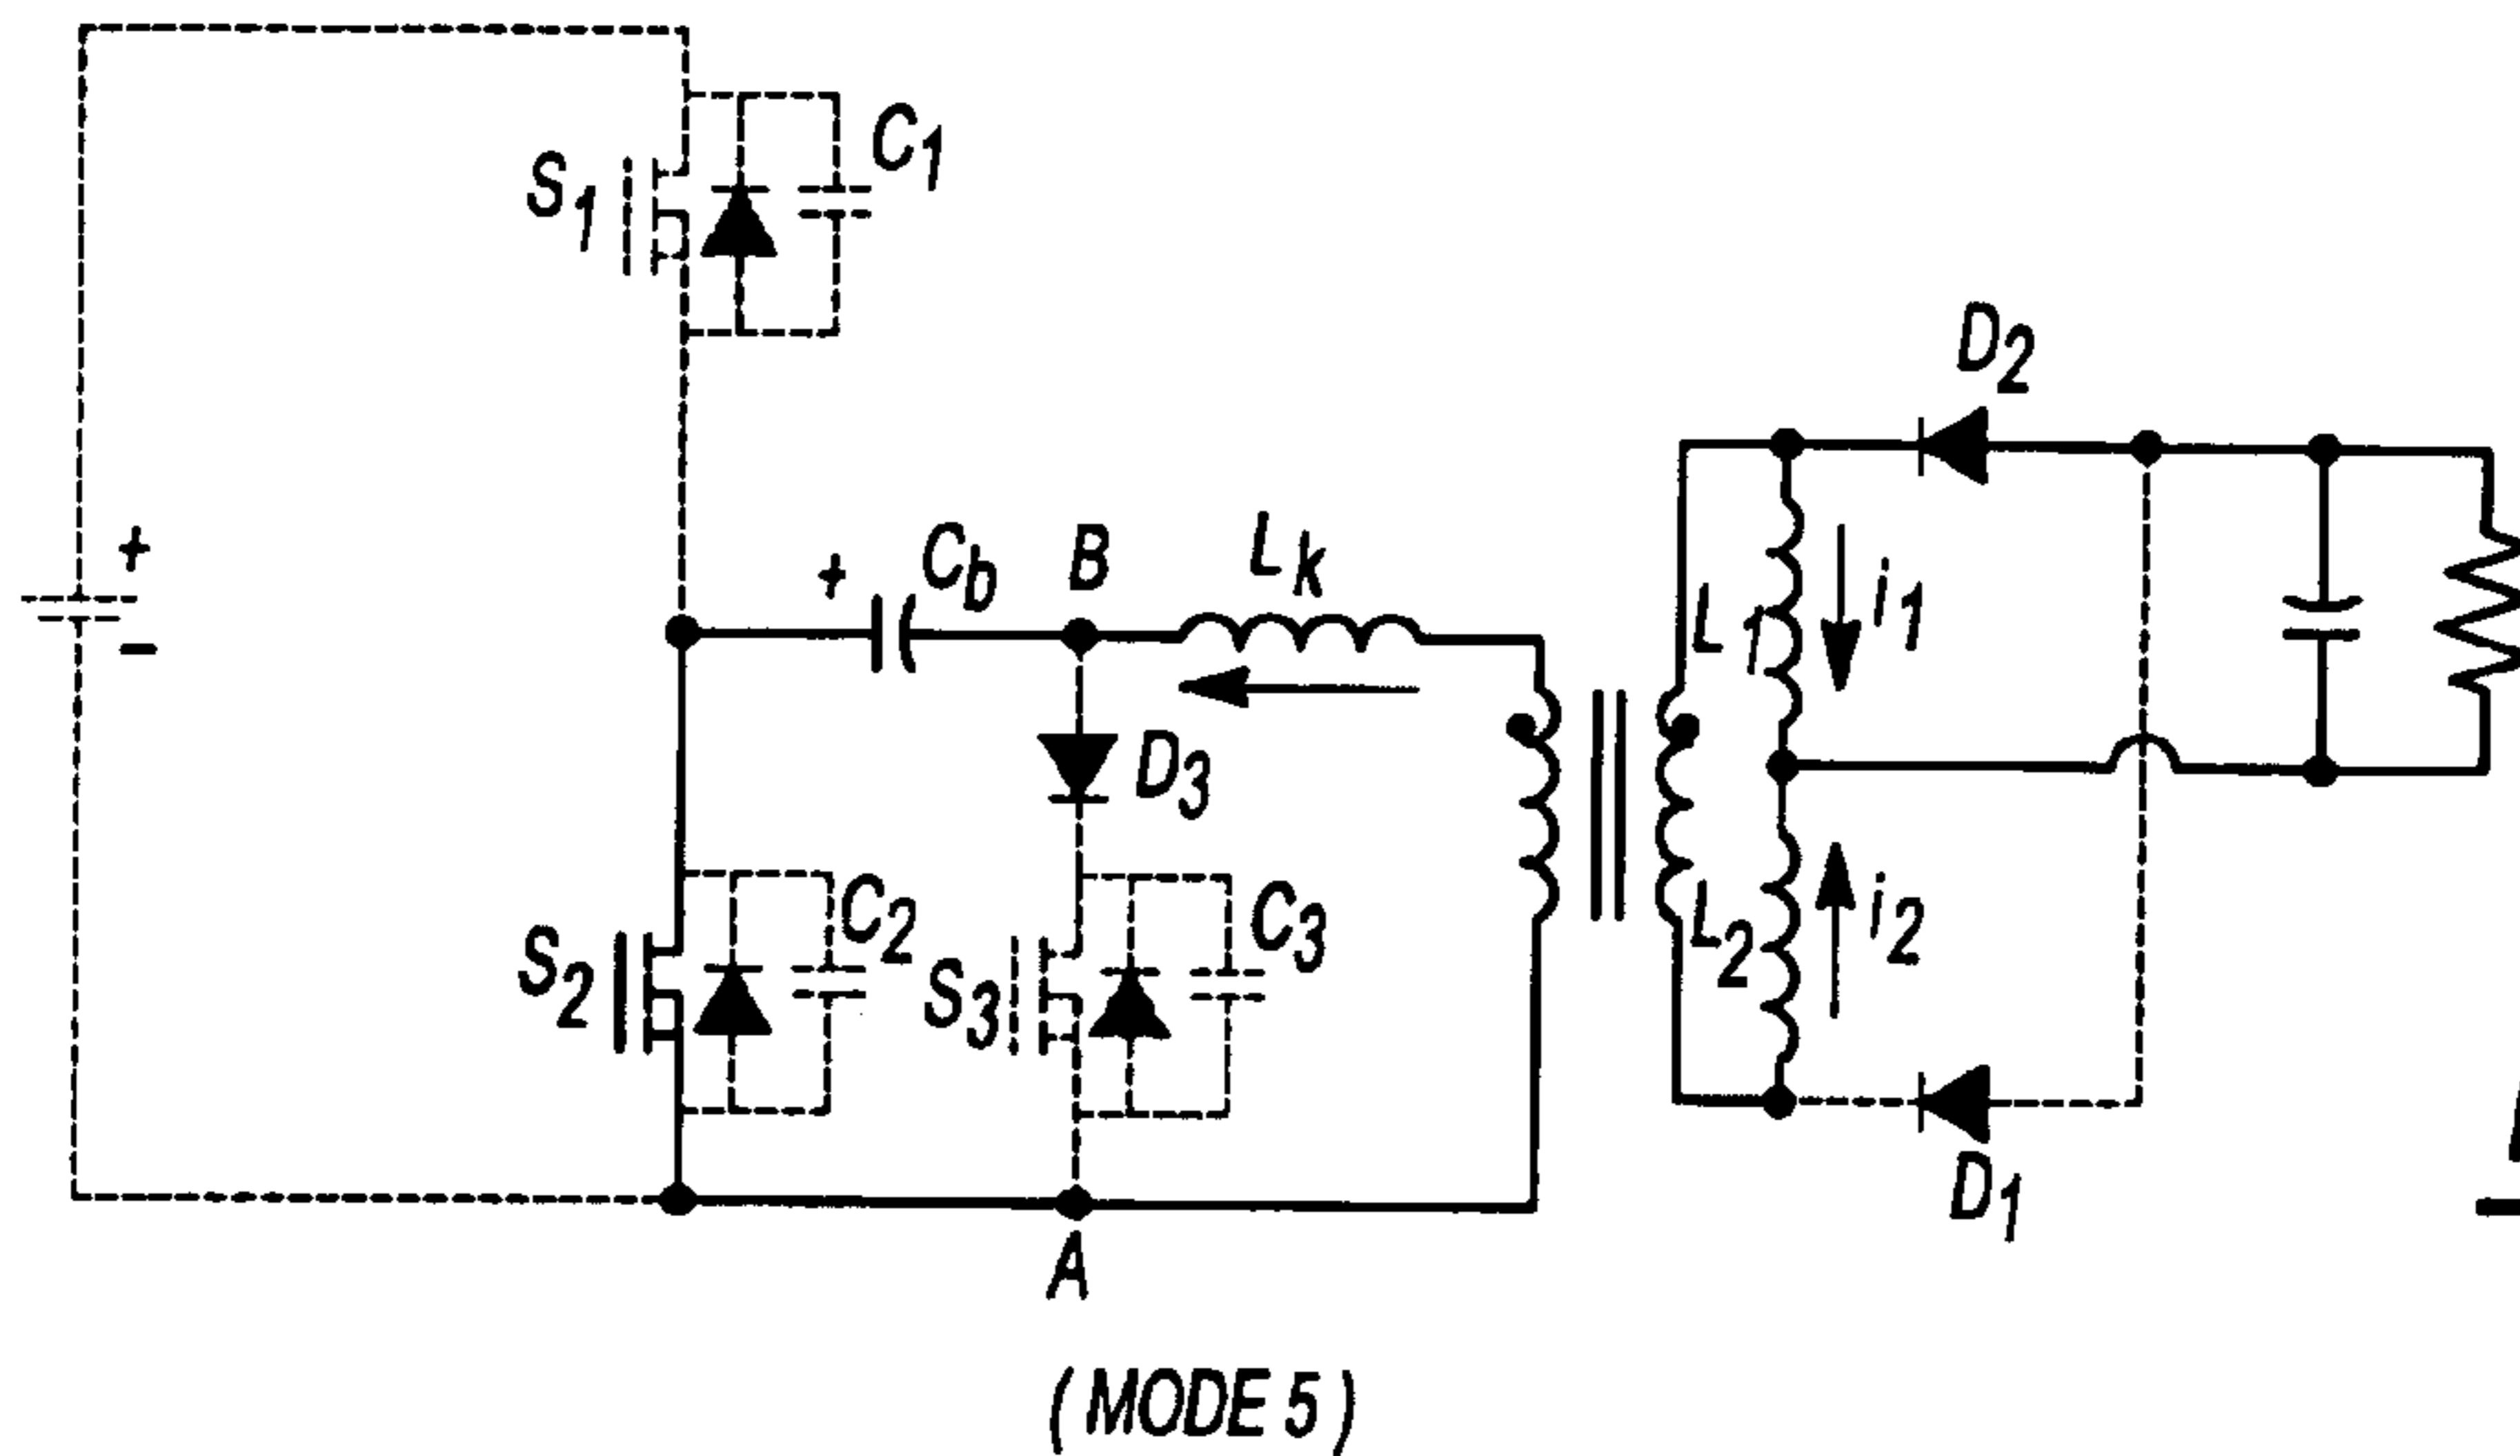 C1
S1
D2
+
+
Cb
B
Lk
L1
i1
−
D3
C2
C3
L2
i2
S2
S3
D1
A
( MODE 5 )